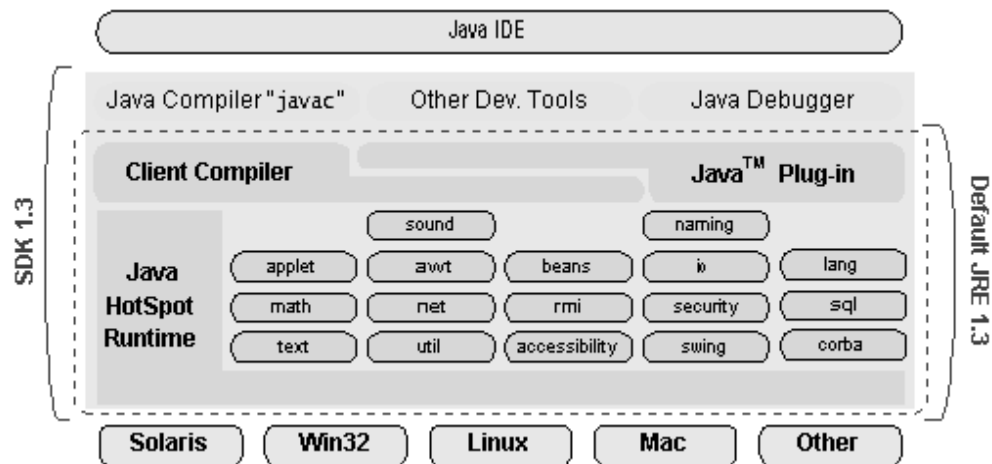 Java IDE
Java Compiler "javac"
Other Dev. Tools
Java Debugger
SDK 1.3
Default JRE 1.3
Client Compiler
Java™ Plug-in
Java
HotSpot
Runtime
sound
naming
applet
awt
beans
io
lang
math
net
rmi
security
sql
text
util
accessibility
swing
corba
Solaris
Win32
Linux
Mac
Other